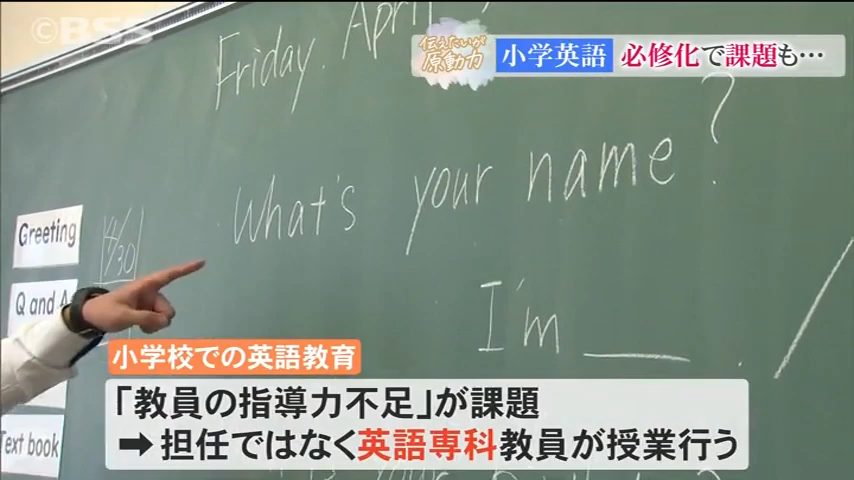 ©BSS
Friday. April
伝えたいが
原動力
小学英語 必修化で課題も…
What's your name?
Greeting
4/30
Q and A
I'm ____
小学校での英語教育
「教員の指導力不足」が課題
➡ 担任ではなく英語専科教員が授業行う
Text book